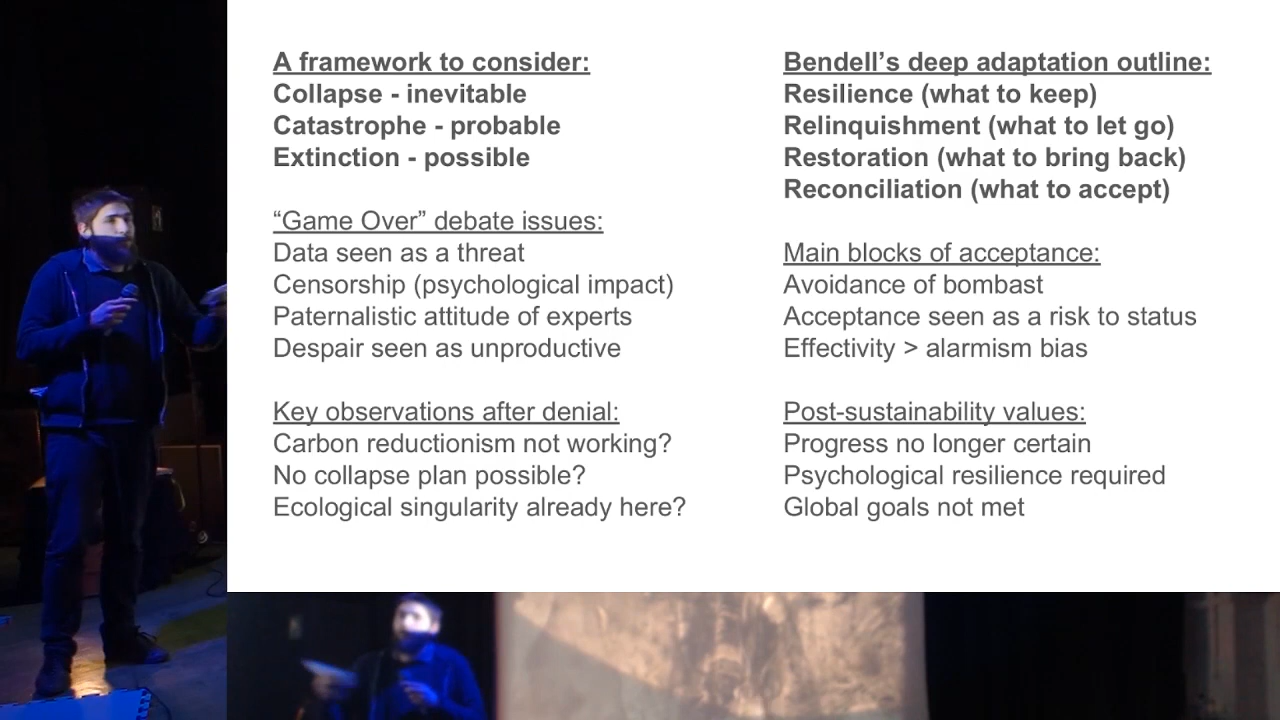 A framework to consider:
Collapse - inevitable
Catastrophe - probable
Extinction - possible
“Game Over” debate issues:
Data seen as a threat
Censorship (psychological impact)
Paternalistic attitude of experts
Despair seen as unproductive
Key observations after denial:
Carbon reductionism not working?
No collapse plan possible?
Ecological singularity already here?
Bendell’s deep adaptation outline:
Resilience (what to keep)
Relinquishment (what to let go)
Restoration (what to bring back)
Reconciliation (what to accept)
Main blocks of acceptance:
Avoidance of bombast
Acceptance seen as a risk to status
Effectivity > alarmism bias
Post-sustainability values:
Progress no longer certain
Psychological resilience required
Global goals not met